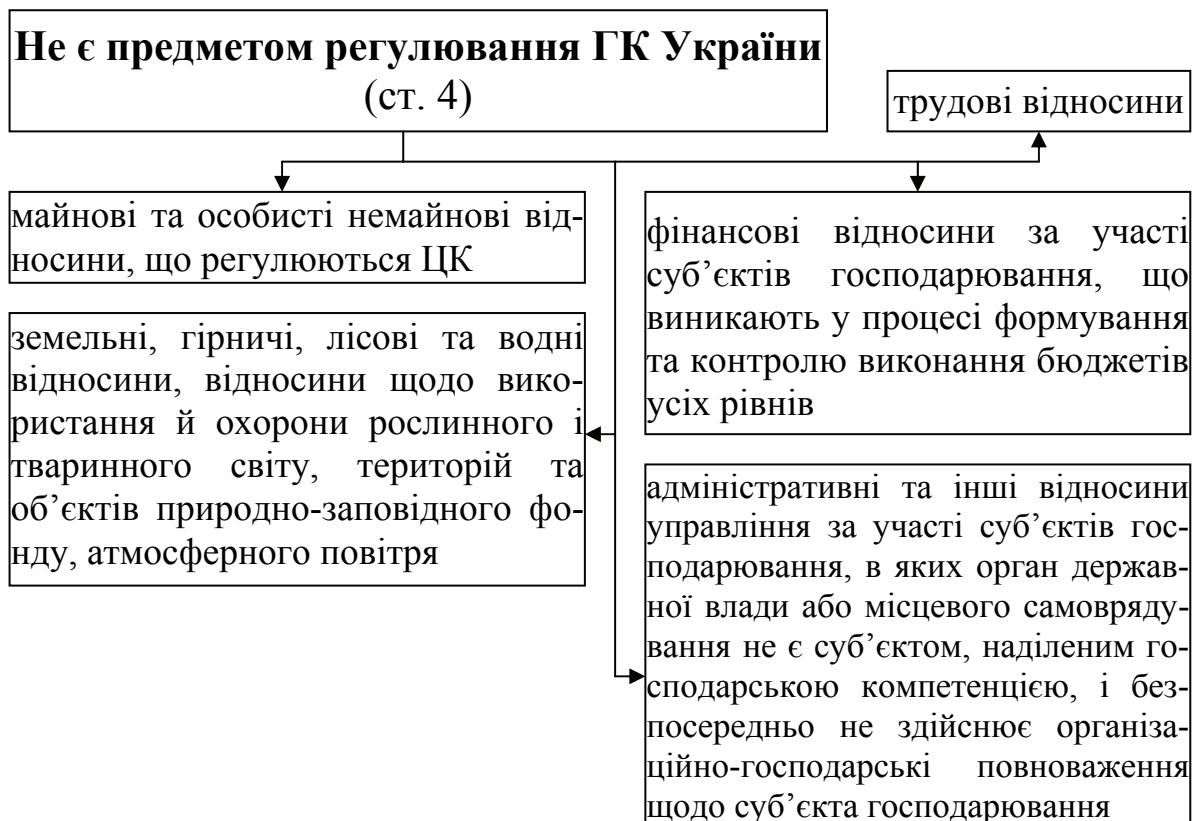 Не є предметом регулювання ГК України
(ст. 4)
трудові відносини
майнові та особисті немайнові від-
носини, що регулюються ЦК
земельні, гірничі, лісові та водні
відносини, відносини щодо вико-
ристання й охорони рослинного і
тваринного світу, територій та
об’єктів природно-заповідного фо-
нду, атмосферного повітря
фінансові відносини за участі
суб’єктів господарювання, що
виникають у процесі формування
та контролю виконання бюджетів
усіх рівнів
адміністративні та інші відносини
управління за участі суб’єктів гос-
подарювання, в яких орган держав-
ної влади або місцевого самовряду-
вання не є суб’єктом, наділеним го-
сподарською компетенцією, і без-
посередньо не здійснює організа-
ційно-господарські повноваження
щодо суб’єкта господарювання